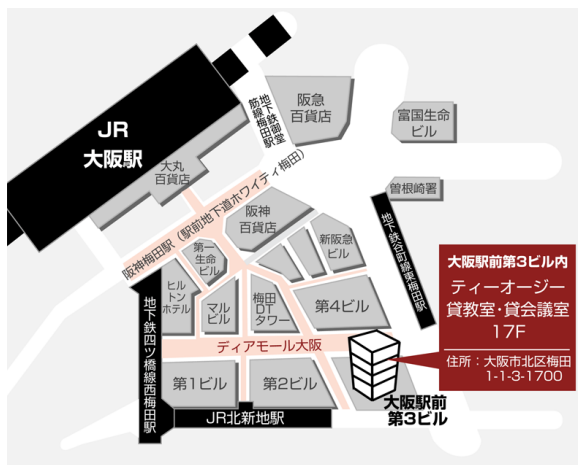 JR
大阪駅
地下鉄御堂
筋線梅田駅
阪急
百貨店
富国生命
ビル
大丸
百貨店
曽根崎署
阪神梅田駅（駅前地下道ホワイティ梅田）
阪神
百貨店
新阪急
ビル
第一
生命
ビル
地下鉄谷町線東梅田駅
大阪駅前第3ビル内
ティーオージー
貸教室・貸会議室
17F
住所：大阪市北区梅田
1-1-3-1700
ヒル
トン
ホテル
マル
ビル
梅田
DT
タワー
第4ビル
地下鉄四ツ橋線西梅田駅
ディアモール大阪
第1ビル
第2ビル
大阪駅前
第3ビル
JR北新地駅